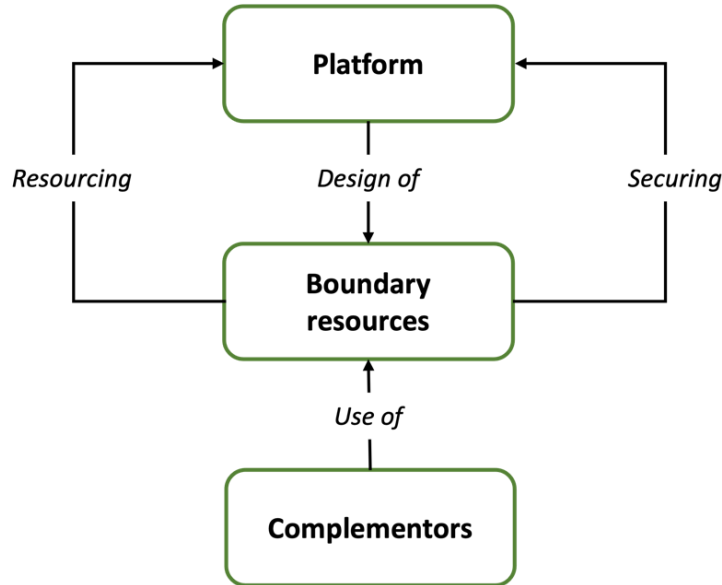 Platform
Resourcing
Design of
Securing
Boundary
resources
Use of
Complementors